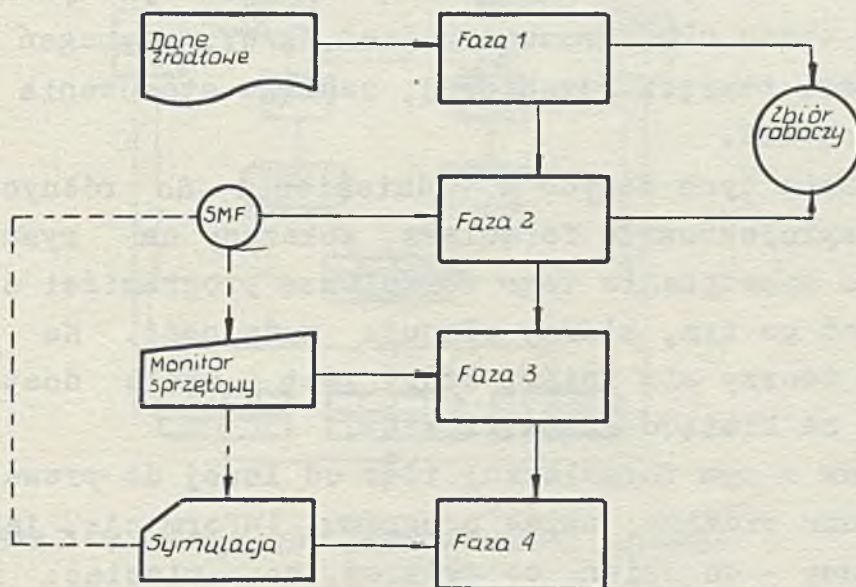 Dane
źródłowe
Faza 1
Zbiór
roboczy
SMF
Faza 2
Monitor
sprzętowy
Faza 3
Symulacja
Faza 4